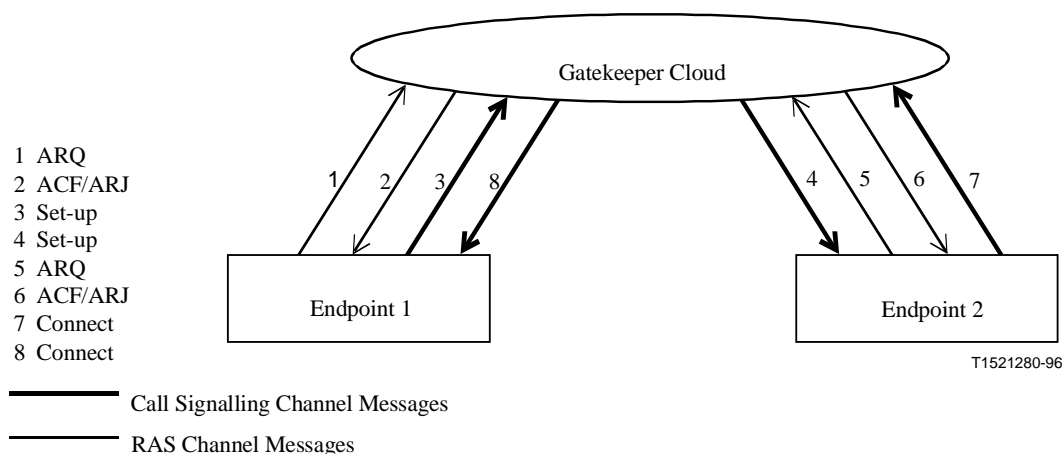 Gatekeeper Cloud
1 ARQ
2 ACF/ARJ
3 Set-up
4 Set-up
5 ARQ
6 ACF/ARJ
7 Connect
8 Connect
1 2 3 8 4 5 6 7
Endpoint 1 Endpoint 2
T1521280-96
Call Signalling Channel Messages
RAS Channel Messages